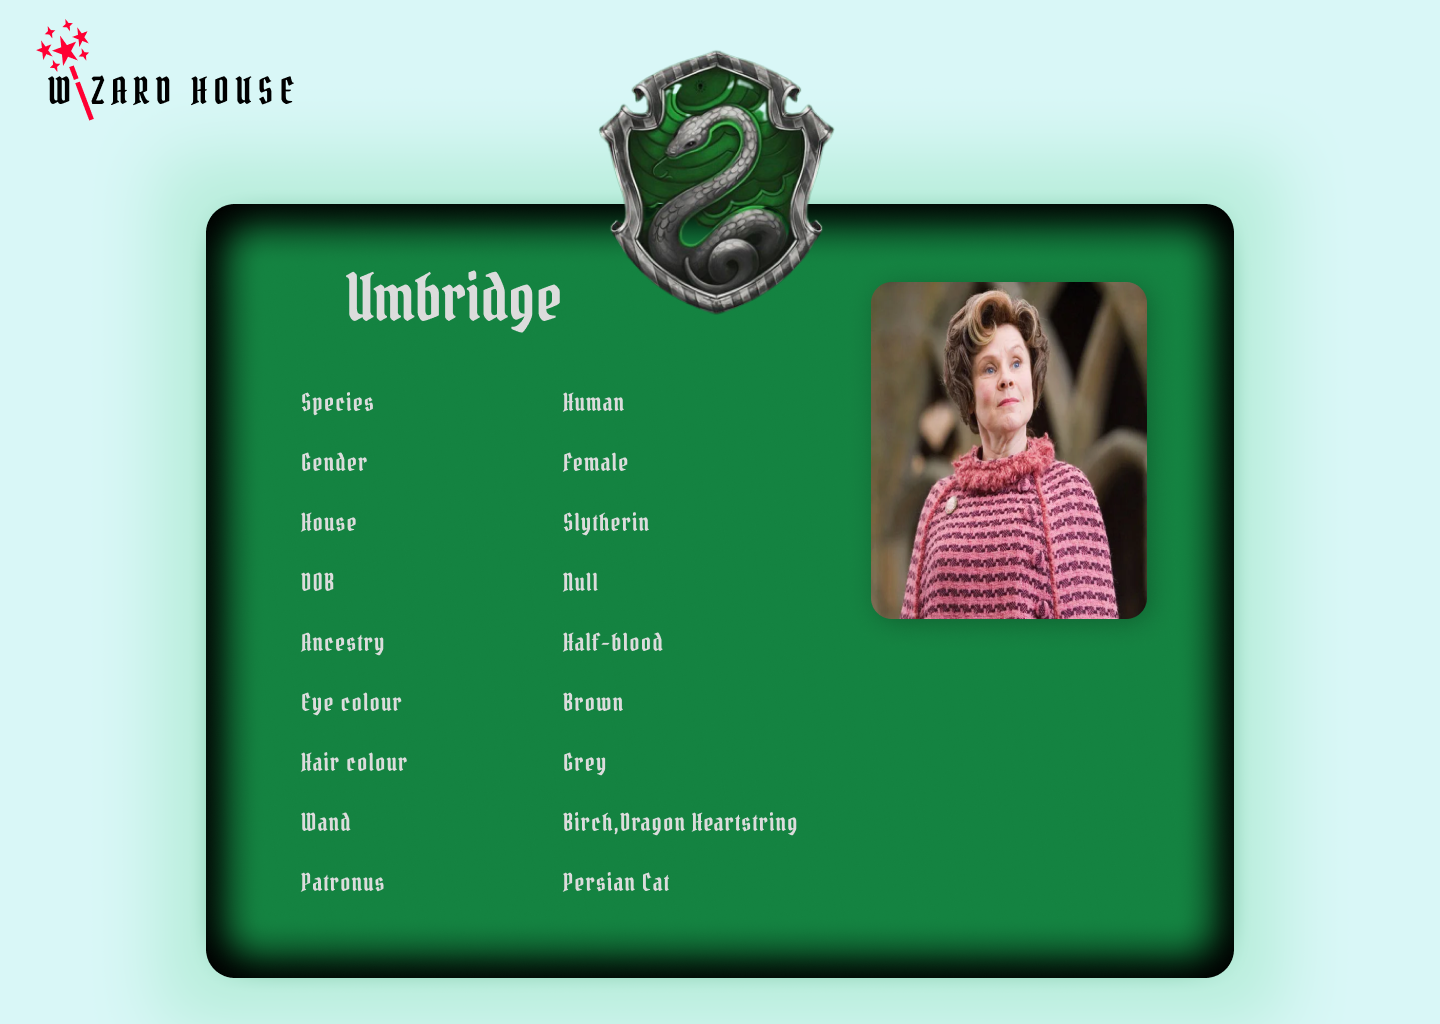 WIZARD HOUSE
Umbridge
Species Human
Gender Female
House Slytherin
DOB Null
Ancestry Half-blood
Eye colour Brown
Hair colour Grey
Wand Birch,Dragon Heartstring
Patronus Persian Cat